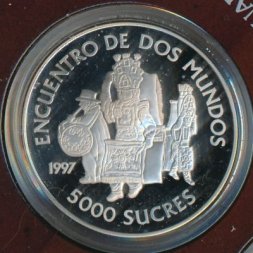 ENCUENTRO DE DOS MUNDOS
1997
5000 SUCRES